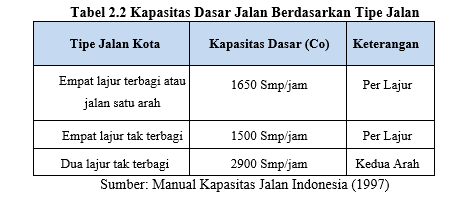 Tabel 2.2 Kapasitas Dasar Jalan Berdasarkan Tipe Jalan
Tipe Jalan Kota Kapasitas Dasar (Co) Keterangan
Empat lajur terbagi atau
jalan satu arah 1650 Smp/jam Per Lajur
Empat lajur tak terbagi 1500 Smp/jam Per Lajur
Dua lajur tak terbagi 2900 Smp/jam Kedua Arah
Sumber: Manual Kapasitas Jalan Indonesia (1997)